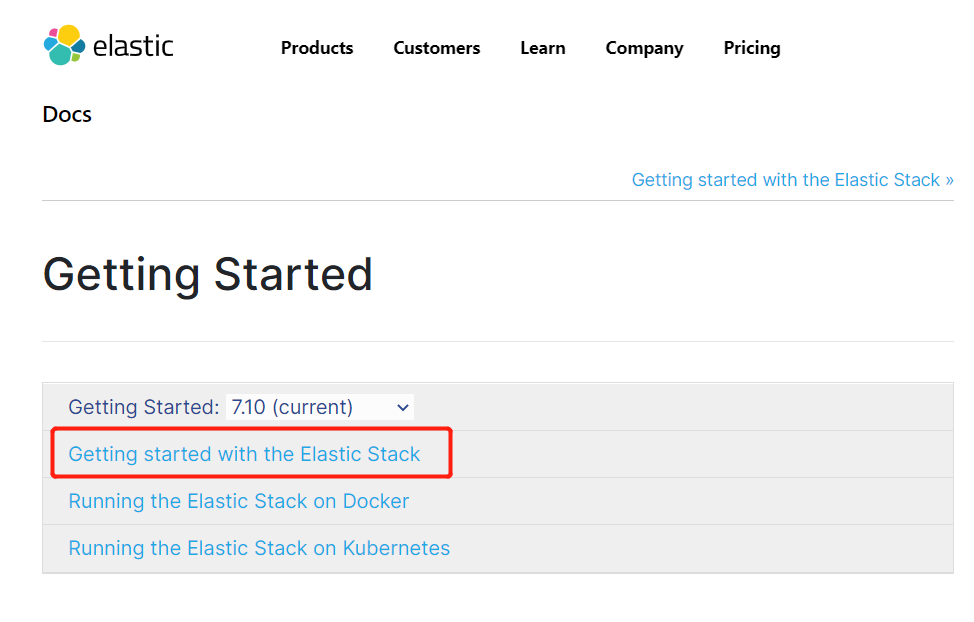 elastic Products Customers Learn Company Pricing
Docs
Getting started with the Elastic Stack »
Getting Started
Getting Started: 7.10 (current)
Getting started with the Elastic Stack
Running the Elastic Stack on Docker
Running the Elastic Stack on Kubernetes